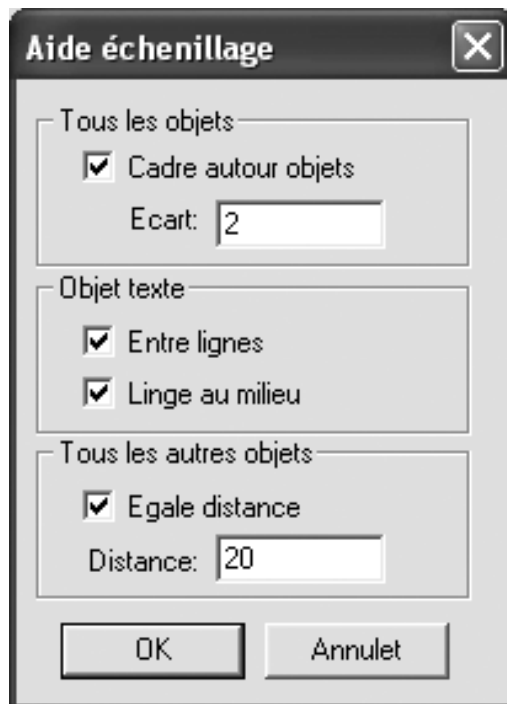 Aide échenillage
Tous les objets
Cadre autour objets
Ecart: 2
Objet texte
Entre lignes
Linge au milieu
Tous les autres objets
Egale distance
Distance: 20
OK Annulet